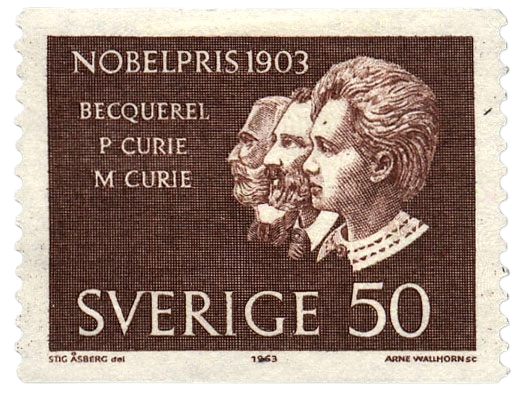 NOBELPRIS 1903
BECQUEREL
P CURIE
M CURIE
SVERIGE 50
STIG ÅSBERG del 1963 ARNE WALLHORN SC